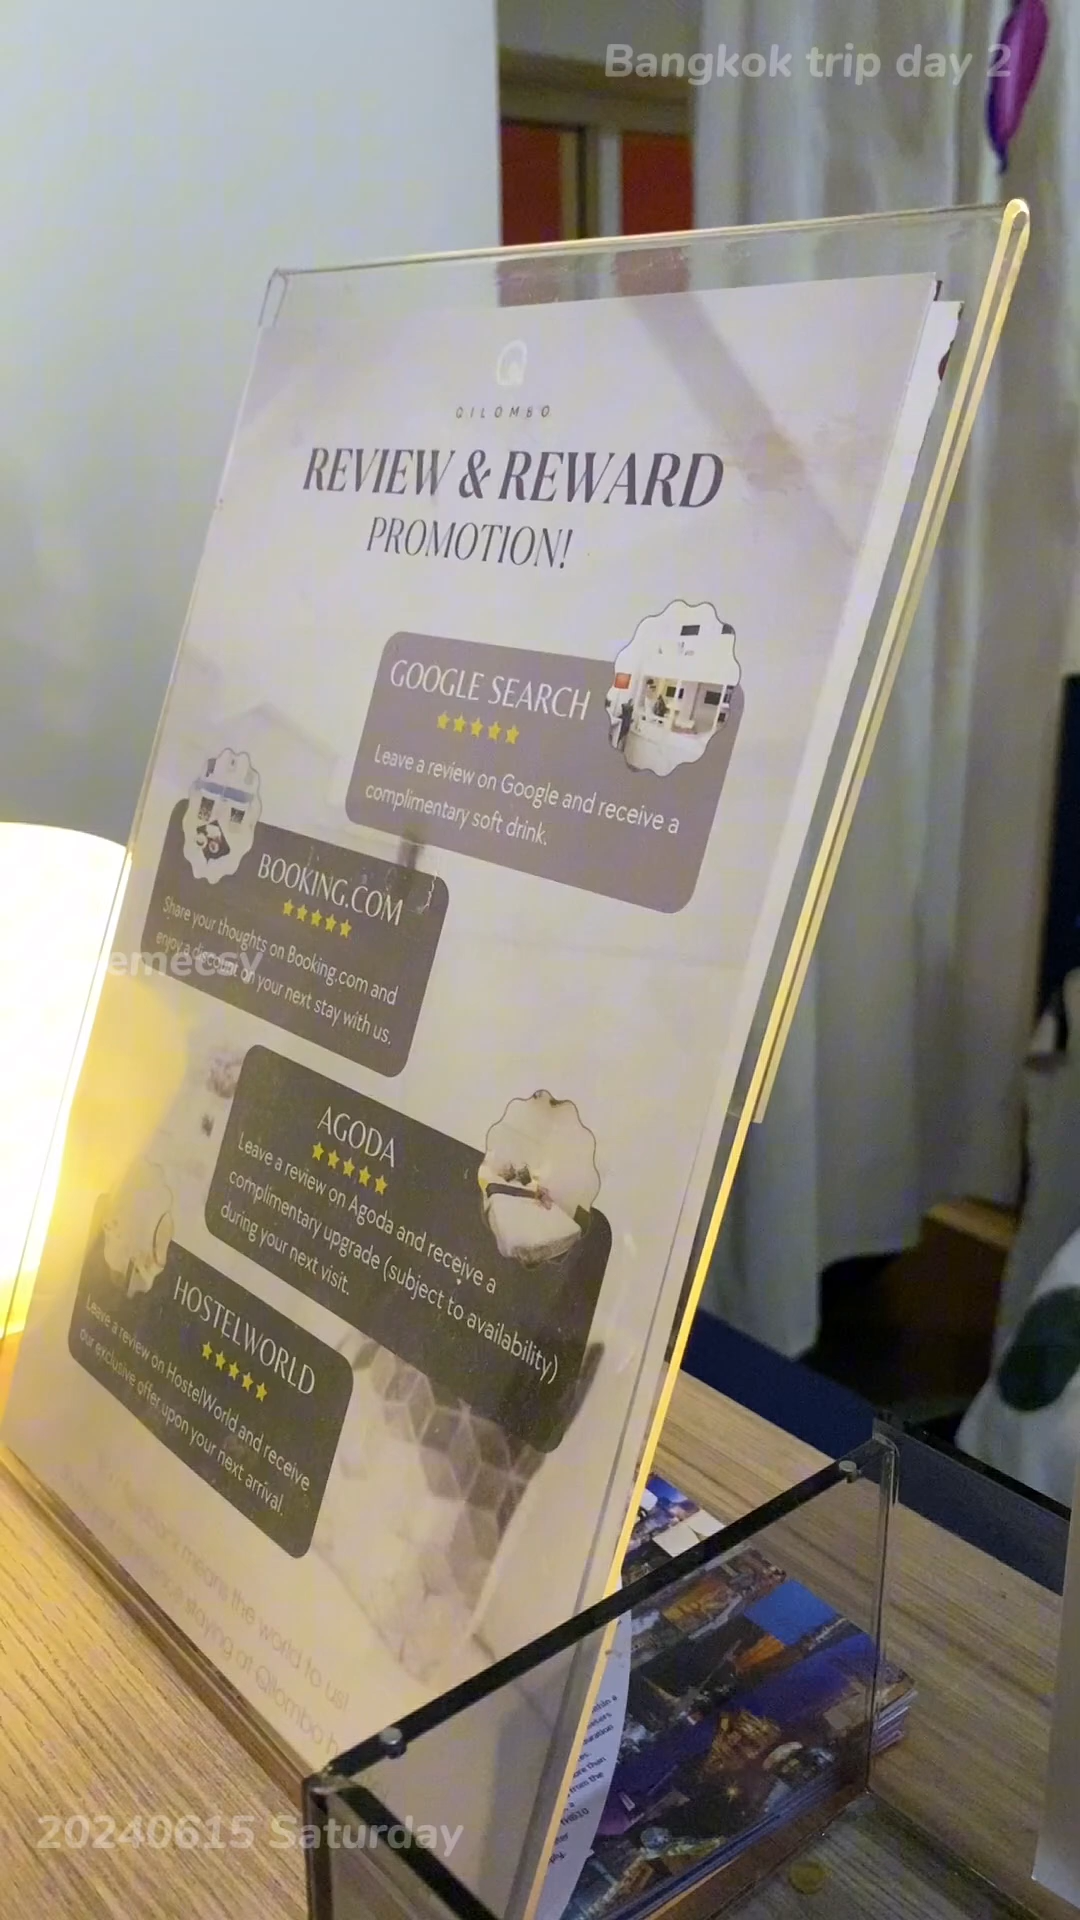 Bangkok trip day 2
QILOMBO
REVIEW & REWARD
PROMOTION!
GOOGLE SEARCH
Leave a review on Google and receive a
complimentary soft drink.
BOOKING.COM
Share your thoughts on Booking.com and
enjoy a discount on your next stay with us.
emecsy
AGODA
Leave a review on Agoda and receive a
complimentary upgrade (subject to availability)
during your next visit.
HOSTELWORLD
Leave a review on HostelWorld and receive
our exclusive offer upon your next arrival.
means the world to us!
staying at Qilombo
20240615 Saturday